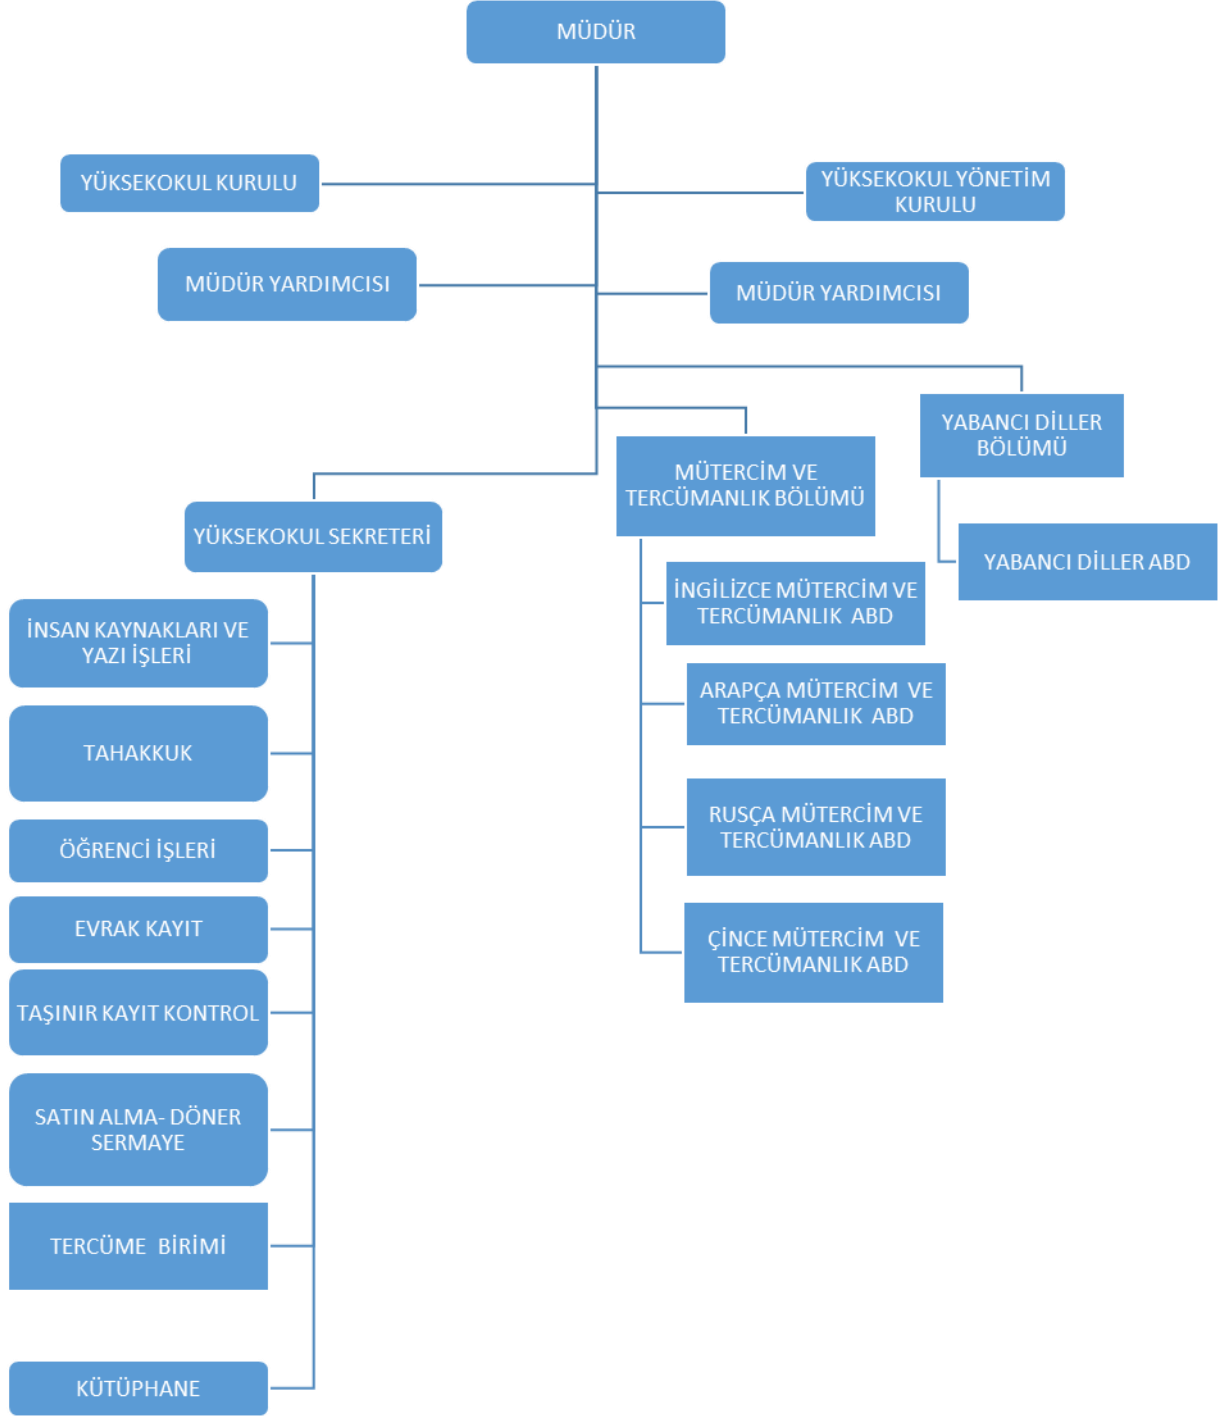 MÜDÜR
YÜKSEKOKUL KURULU
YÜKSEKOKUL YÖNETİM
KURULU
MÜDÜR YARDIMCISI
MÜDÜR YARDIMCISI
YABANCI DİLLER
BÖLÜMÜ
YABANCI DİLLER ABD
MÜTERCİM VE
TERCÜMANLIK BÖLÜMÜ
İNGİLİZCE MÜTERCİM VE
TERCÜMANLIK ABD
ARAPÇA MÜTERCİM VE
TERCÜMANLIK ABD
RUSÇA MÜTERCİM VE
TERCÜMANLIK ABD
ÇİNCE MÜTERCİM VE
TERCÜMANLIK ABD
YÜKSEKOKUL SEKRETERİ
İNSAN KAYNAKLARI VE
YAZI İŞLERİ
TAHAKKUK
ÖĞRENCİ İŞLERİ
EVRAK KAYIT
TAŞINIR KAYIT KONTROL
SATIN ALMA- DÖNER
SERMAYE
TERCÜME BİRİMİ
KÜTÜPHANE